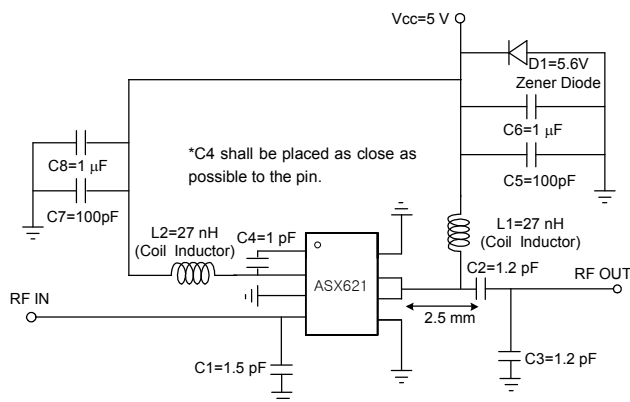 Vcc=5 V
D1=5.6V
Zener Diode
C6=1 μF
C5=100pF
C8=1 μF
C7=100pF
*C4 shall be placed as close as
possible to the pin.
L2=27 nH
(Coil Inductor)
C4=1 pF
L1=27 nH
(Coil Inductor)
C2=1.2 pF
RF OUT
ASX621
RF IN
2.5 mm
C1=1.5 pF
C3=1.2 pF